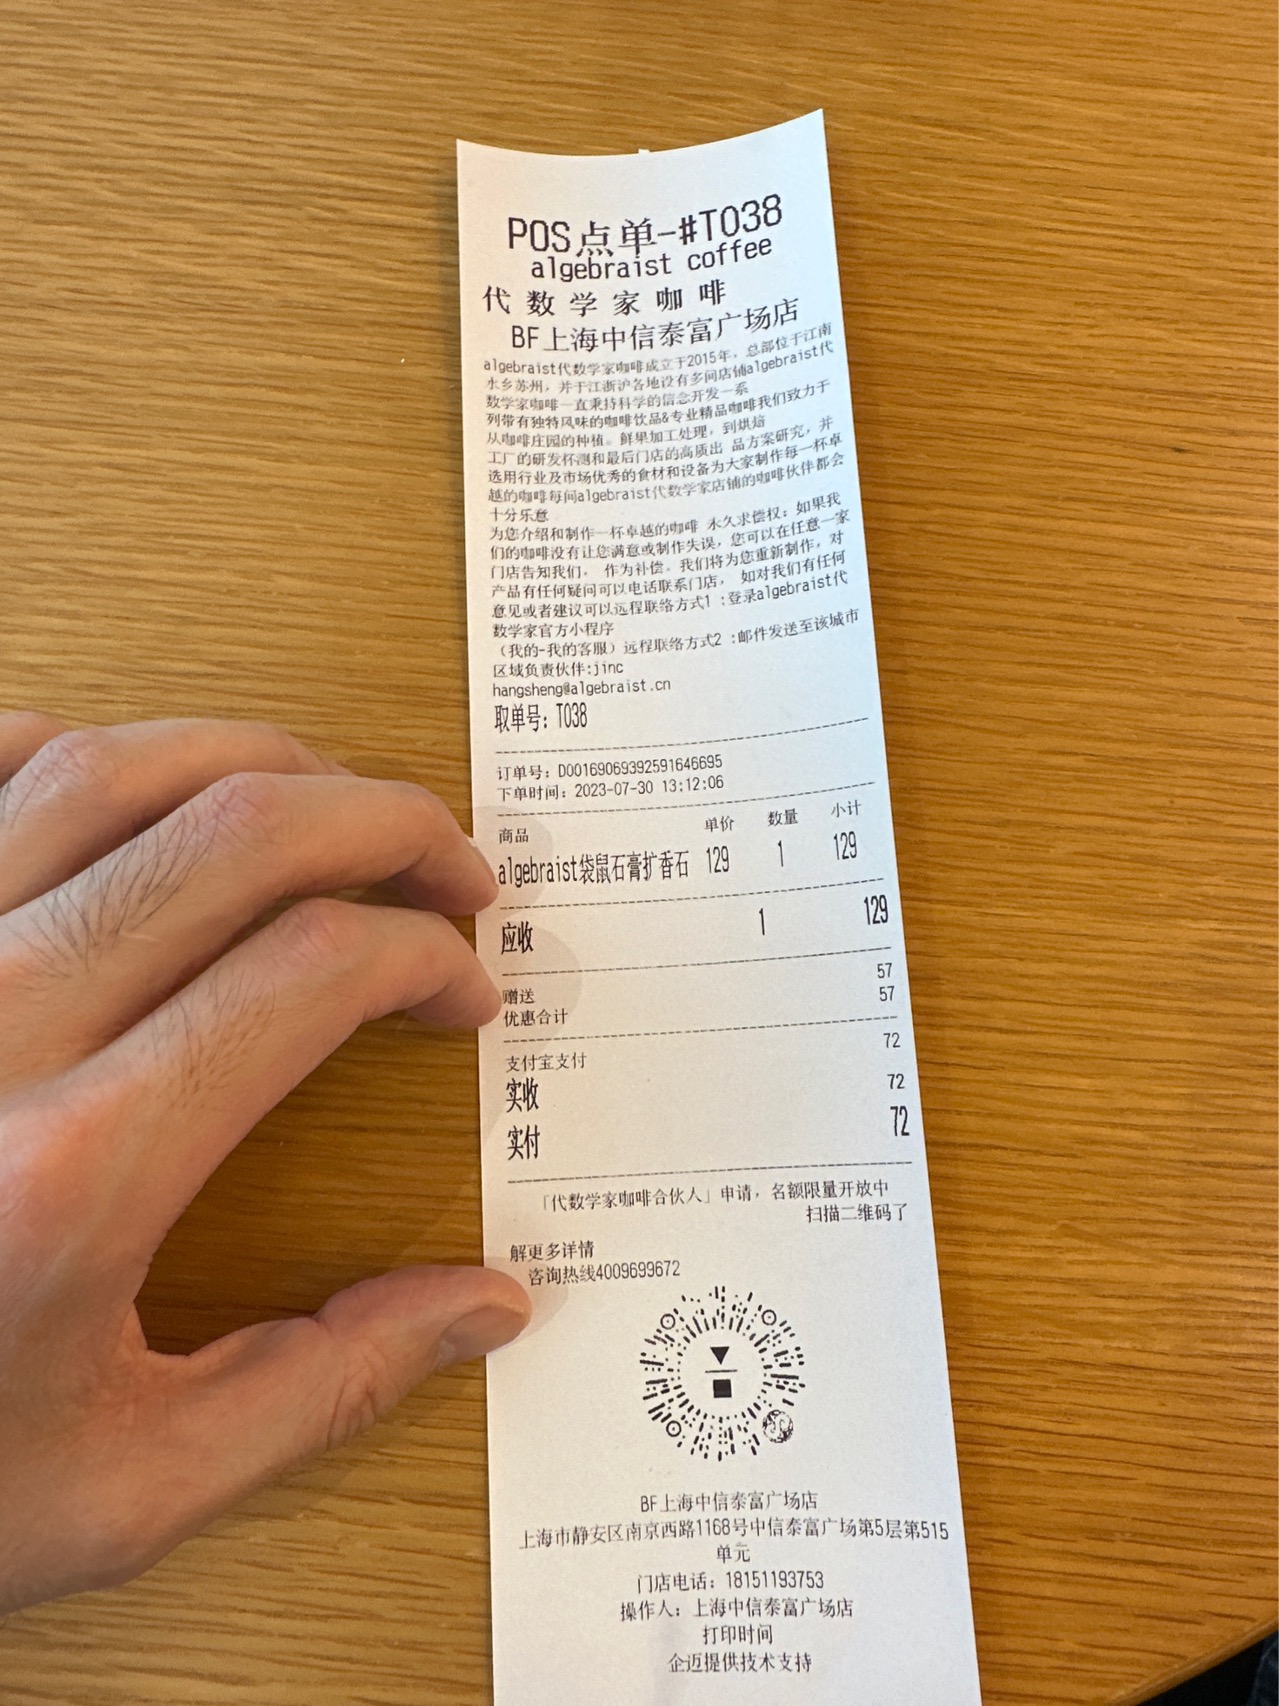 POS点单-#T038
algebraist coffee
代数学家咖啡
BF上海中信泰富广场店
algebraist代数学家咖啡成立于2015年，总部位于江南
水乡苏州，并于江浙沪各地设有多间店铺algebraist代
数学家咖啡一直秉持科学的信念开发一系
列带有独特风味的咖啡饮品&专业精品咖啡我们致力于
从咖啡庄园的种植。鲜果加工处理，到烘焙
工厂的研发杯测和最后门店的高质出 品方案研究，并
选用行业及市场优秀的食材和设备为大家制作每一杯卓
越的咖啡每间algebraist代数学家店铺的咖啡伙伴都会
十分乐意
为您介绍和制作一杯卓越的咖啡 永久求偿权：如果我
们的咖啡没有让您满意或制作失误，您可以在任意一家
门店告知我们， 作为补偿。我们将为您重新制作，对
产品有任何疑问可以电话联系门店， 如对我们有任何
意见或者建议可以远程联络方式1 :登录algebraist代
数学家官方小程序
（我的-我的客服）远程联络方式2 :邮件发送至该城市
区域负责伙伴:jinc
hangsheng@algebraist.cn
取单号: T038
订单号: D00169069392591646695
下单时间: 2023-07-30 13:12:06
商品 单价 数量 小计
algebraist袋鼠石膏扩香石 129 1 129
应收 1 129
赠送 57
优惠合计 57
支付宝支付 72
实收 72
实付 72
「代数学家咖啡合伙人」申请，名额限量开放中
扫描二维码了
解更多详情
咨询热线4009699672
BF上海中信泰富广场店
上海市静安区南京西路1168号中信泰富广场第5层第515
单元
门店电话: 18151193753
操作人: 上海中信泰富广场店
打印时间
企迈提供技术支持